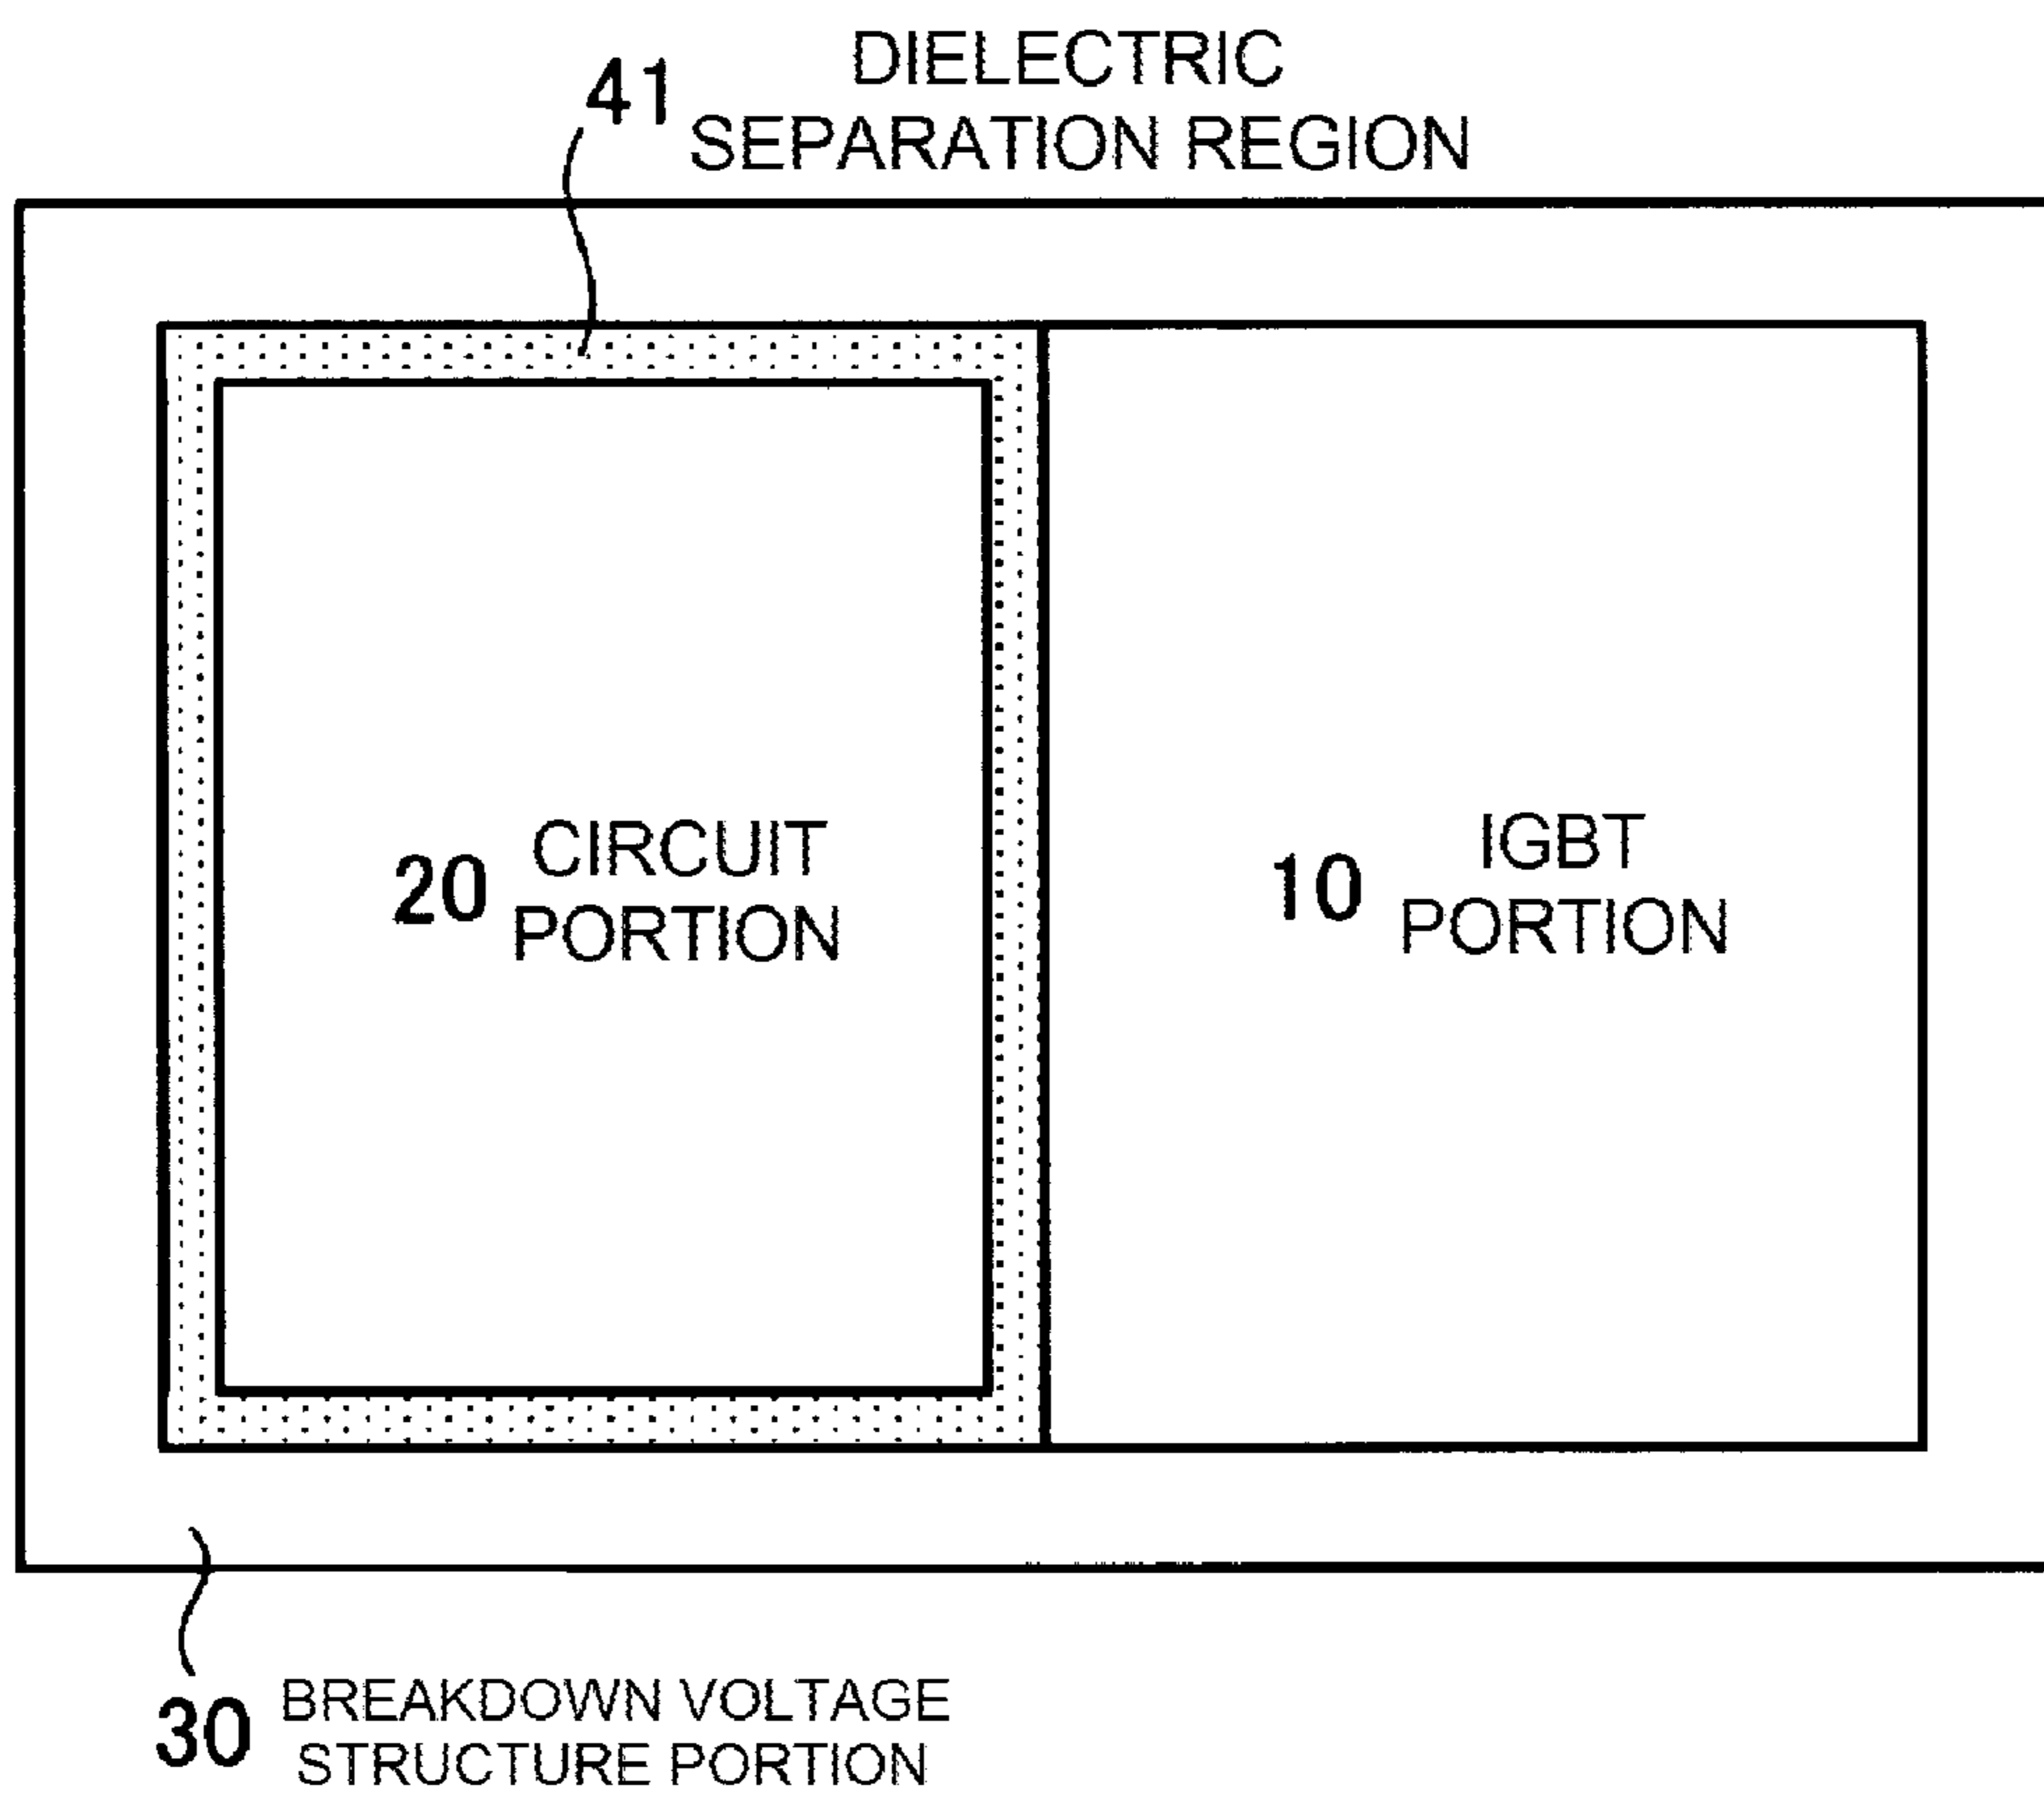 41 DIELECTRIC
SEPARATION REGION
20 CIRCUIT
PORTION
10 IGBT
PORTION
30 BREAKDOWN VOLTAGE
STRUCTURE PORTION